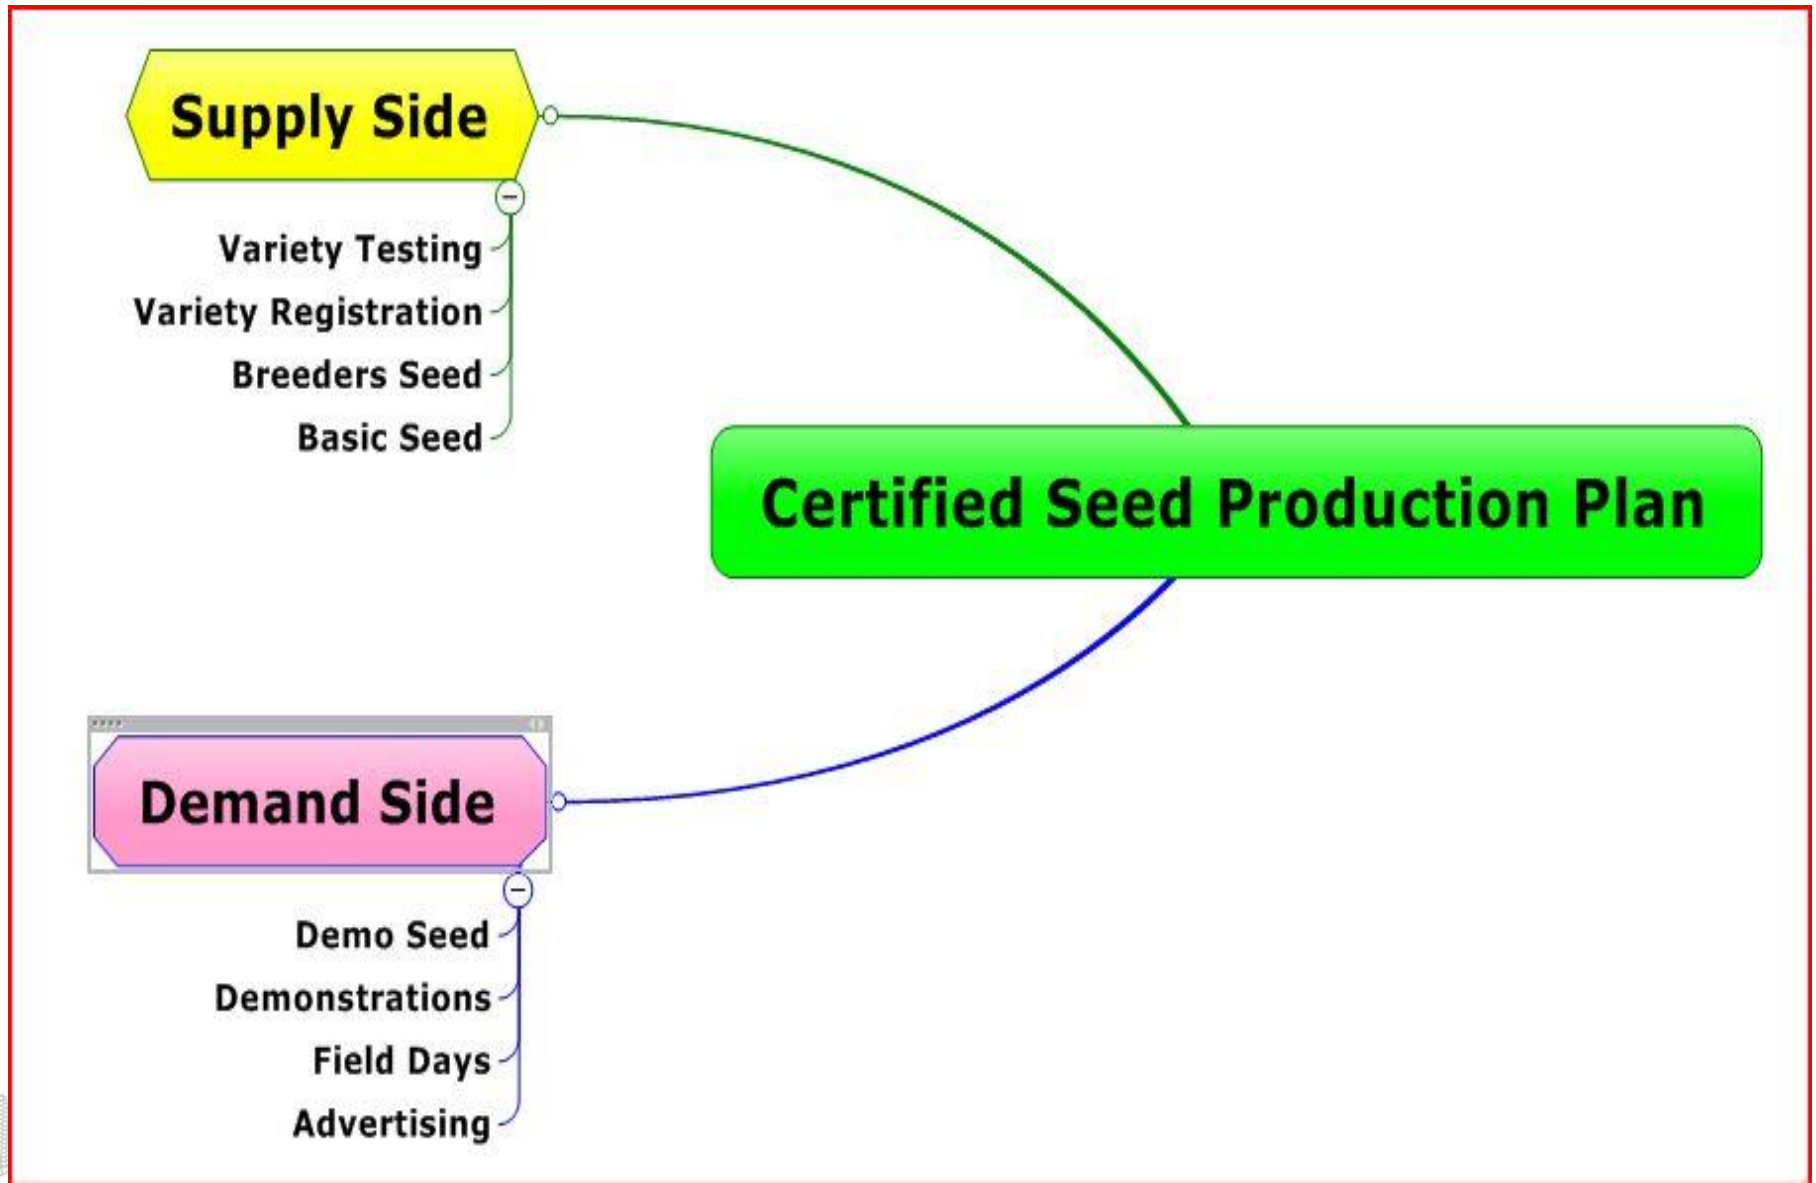 Supply Side
Variety Testing
Variety Registration
Breeders Seed
Basic Seed
Certified Seed Production Plan
Demand Side
Demo Seed
Demonstrations
Field Days
Advertising